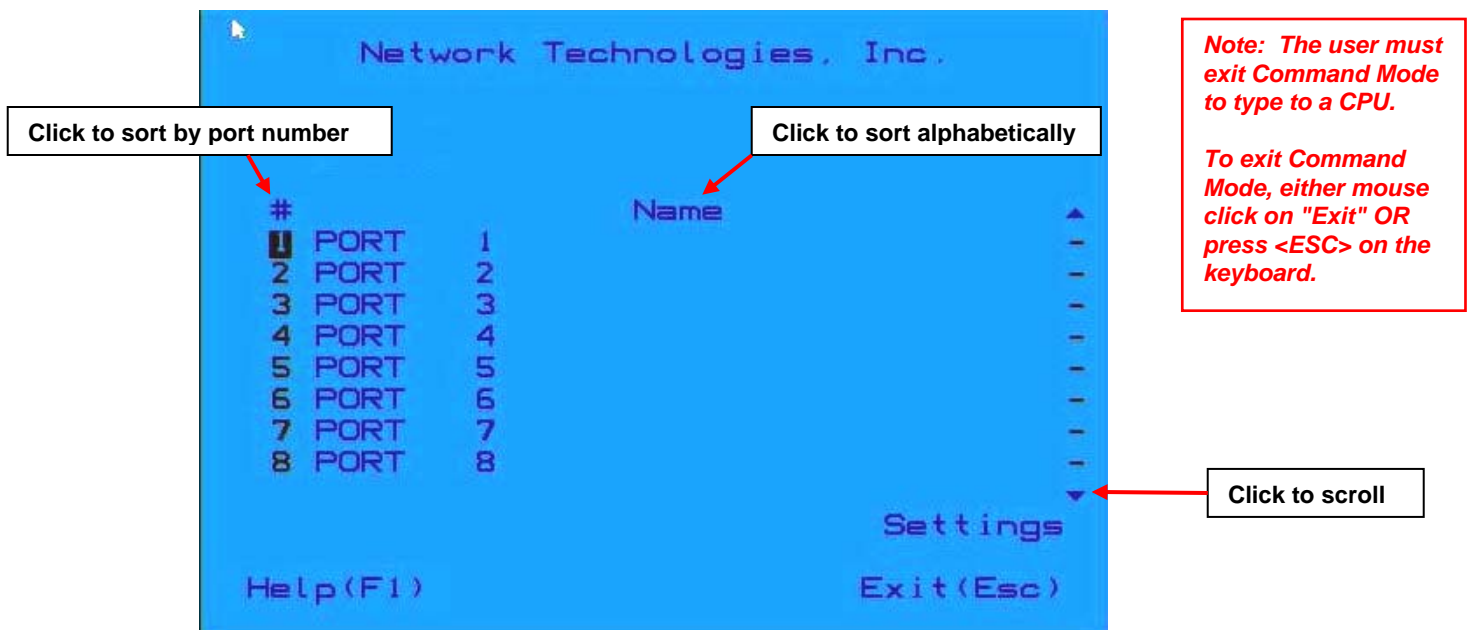 Network Technologies, Inc.
Note: The user must
exit Command Mode
to type to a CPU.
To exit Command
Mode, either mouse
click on "Exit" OR
press <ESC> on the
keyboard.
Click to sort by port number
Click to sort alphabetically
# Name
1 PORT 1
2 PORT 2
3 PORT 3
4 PORT 4
5 PORT 5
6 PORT 6
7 PORT 7
8 PORT 8
Click to scroll
Settings
Help(F1) Exit(Esc)